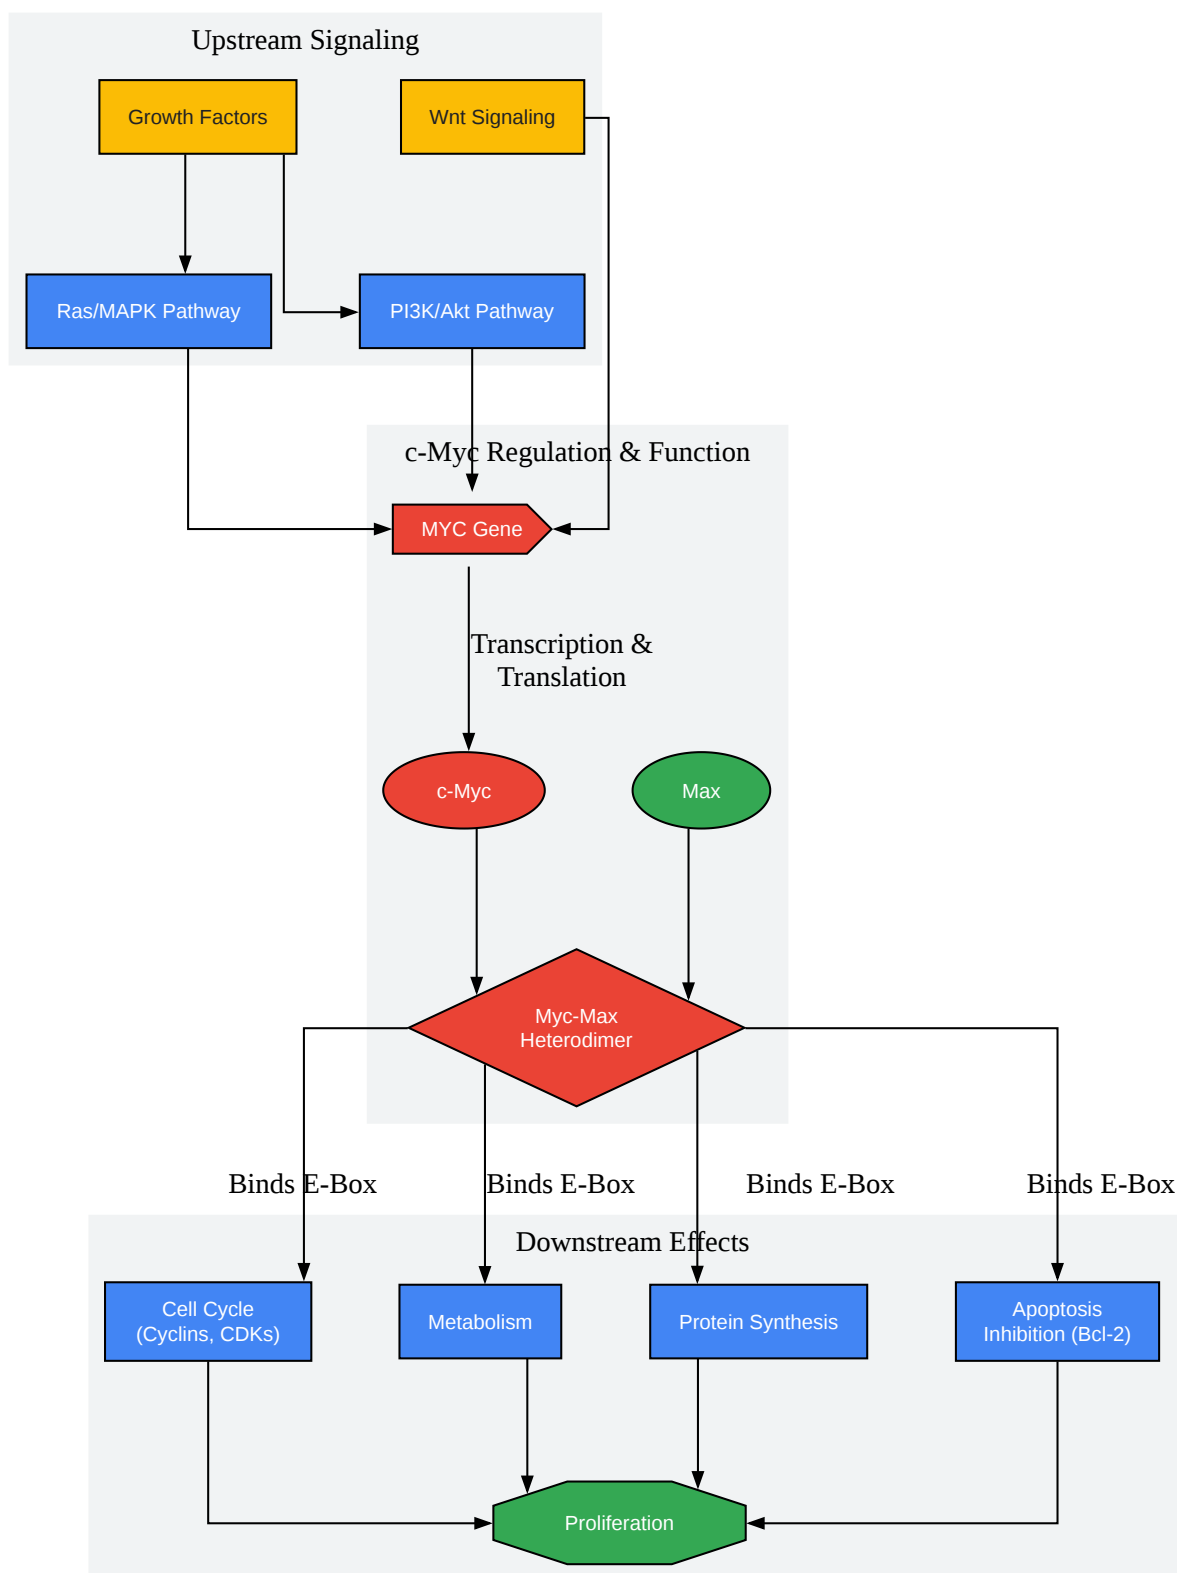 Upstream Signaling
Growth Factors
Wnt Signaling
Ras/MAPK Pathway
PI3K/Akt Pathway
c-Myc Regulation & Function
MYC Gene
Transcription &
Translation
c-Myc
Max
Myc-Max
Heterodimer
Binds E-Box
Binds E-Box
Binds E-Box
Binds E-Box
Downstream Effects
Cell Cycle
(Cyclins, CDKs)
Metabolism
Protein Synthesis
Apoptosis
Inhibition (Bcl-2)
Proliferation